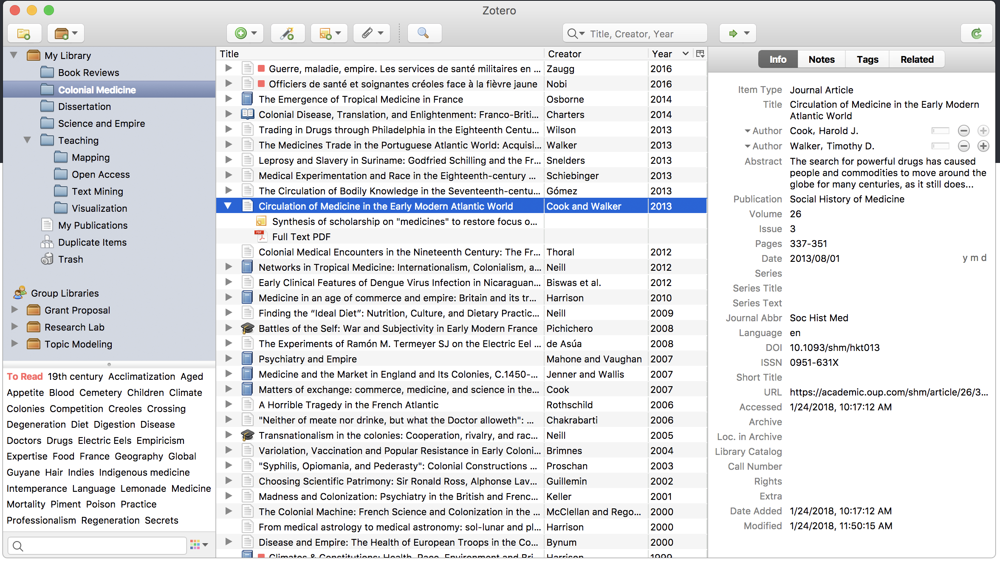 Zotero
Title, Creator, Year
My Library
Book Reviews
Colonial Medicine
Dissertation
Science and Empire
Teaching
Mapping
Open Access
Text Mining
Visualization
My Publications
Duplicate Items
Trash
Group Libraries
Grant Proposal
Research Lab
Topic Modeling
To Read 19th century Acclimatization Aged
Appetite Blood Cemetery Children Climate
Colonies Competition Creoles Crossing
Degeneration Diet Digestion Disease
Doctors Drugs Electric Eels Empiricism
Expertise Food France Geography Global
Guyane Hair Indies Indigenous medicine
Intemperance Language Lemonade Medicine
Mortality Piment Poison Practice
Professionalism Regeneration Secrets
Title Creator Year
Guerre, maladie, empire. Les services de santé militaires en ... Zaugg 2016
Officiers de santé et soignantes créoles face à la fièvre jaune Nobi 2016
The Emergence of Tropical Medicine in France Osborne 2014
Colonial Disease, Translation, and Enlightenment: Franco-Briti... Charters 2014
Trading in Drugs through Philadelphia in the Eighteenth Centu... Wilson 2013
The Medicines Trade in the Portuguese Atlantic World: Acquisi... Walker 2013
Leprosy and Slavery in Suriname: Godfried Schilling and the Fr... Snelders 2013
Medical Experimentation and Race in the Eighteenth-century ... Schiebinger 2013
The Circulation of Bodily Knowledge in the Seventeenth-centu... Gómez 2013
Circulation of Medicine in the Early Modern Atlantic World Cook and Walker 2013
Synthesis of scholarship on "medicines" to restore focus o...
PDF Full Text PDF
Colonial Medical Encounters in the Nineteenth Century: The Fr... Thoral 2012
Networks in Tropical Medicine: Internationalism, Colonialism, a... Neill 2012
Early Clinical Features of Dengue Virus Infection in Nicaraguan... Biswas et al. 2012
Medicine in an age of commerce and empire: Britain and its tr... Harrison 2010
Finding the “Ideal Diet”: Nutrition, Culture, and Dietary Practic... Neill 2009
Battles of the Self: War and Subjectivity in Early Modern France Pichichero 2008
The Experiments of Ramón M. Termeyer SJ on the Electric Eel ... de Asúa 2008
Psychiatry and Empire Mahone and Vaughan 2007
Medicine and the Market in England and Its Colonies, C.1450-... Jenner and Wallis 2007
Matters of exchange: commerce, medicine, and science in the... Cook 2007
A Horrible Tragedy in the French Atlantic Rothschild 2006
"Neither of meate nor drinke, but what the Doctor alloweth": ... Chakrabarti 2006
Transnationalism in the colonies: Cooperation, rivalry, and rac... Neill 2005
Variolation, Vaccination and Popular Resistance in Early Coloni... Brimnes 2004
"Syphilis, Opiomania, and Pederasty": Colonial Constructions ... Proschan 2003
Choosing Scientific Patrimony: Sir Ronald Ross, Alphonse Lav... Guillemin 2002
Madness and Colonization: Psychiatry in the British and Frenc... Keller 2001
The Colonial Machine: French Science and Colonization in the ... McClellan and Rego... 2000
From medical astrology to medical astronomy: sol-lunar and pl... Harrison 2000
Disease and Empire: The Health of European Troops in the Co... Bynum 2000
Climates & Constitutions: Health, Race, Environment and Bri... Harrison 1999
Info Notes Tags Related
Item Type Journal Article
Title Circulation of Medicine in the Early Modern
Atlantic World
Author Cook, Harold J.
Author Walker, Timothy D.
Abstract The search for powerful drugs has caused
people and commodities to move around the
globe for many centuries, as it still does...
Publication Social History of Medicine
Volume 26
Issue 3
Pages 337-351
Date 2013/08/01 y m d
Series
Series Title
Series Text
Journal Abbr Soc Hist Med
Language en
DOI 10.1093/shm/hkt013
ISSN 0951-631X
Short Title
URL https://academic.oup.com/shm/article/26/3...
Accessed 1/24/2018, 10:17:12 AM
Archive
Loc. in Archive
Library Catalog
Call Number
Rights
Extra
Date Added 1/24/2018, 10:17:12 AM
Modified 1/24/2018, 11:50:15 AM